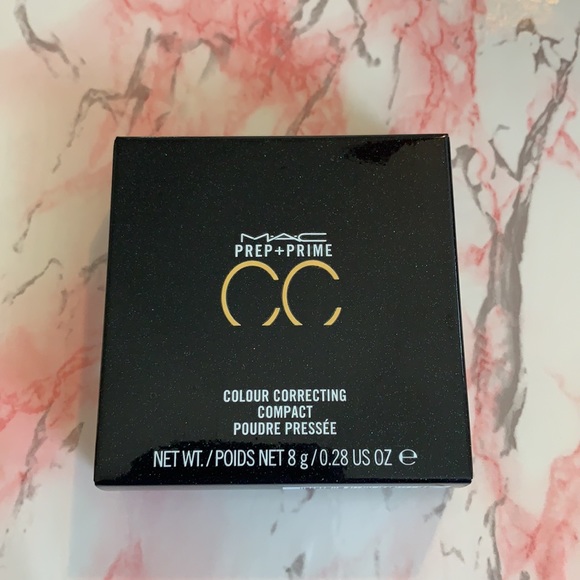 MAC
PREP+PRIME
CC
COLOUR CORRECTING
COMPACT
POUDRE PRESSÉE
NET WT./POIDS NET 8 g/0.28 US OZ ℮